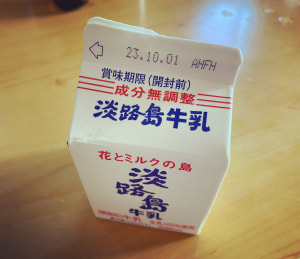 23.10.01 AHFH
賞味期限(開封前)
成分無調整
淡路島牛乳
花とミルクの島
淡路島
牛乳